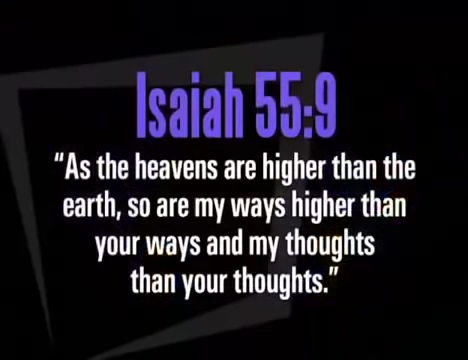 Isaiah 55:9
“As the heavens are higher than the
earth, so are my ways higher than
your ways and my thoughts
than your thoughts.”